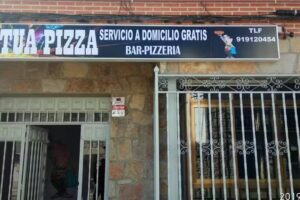 TUA PIZZA
SERVICIO A DOMICILIO GRATIS
BAR-PIZZERIA
TLF
919120454
2019